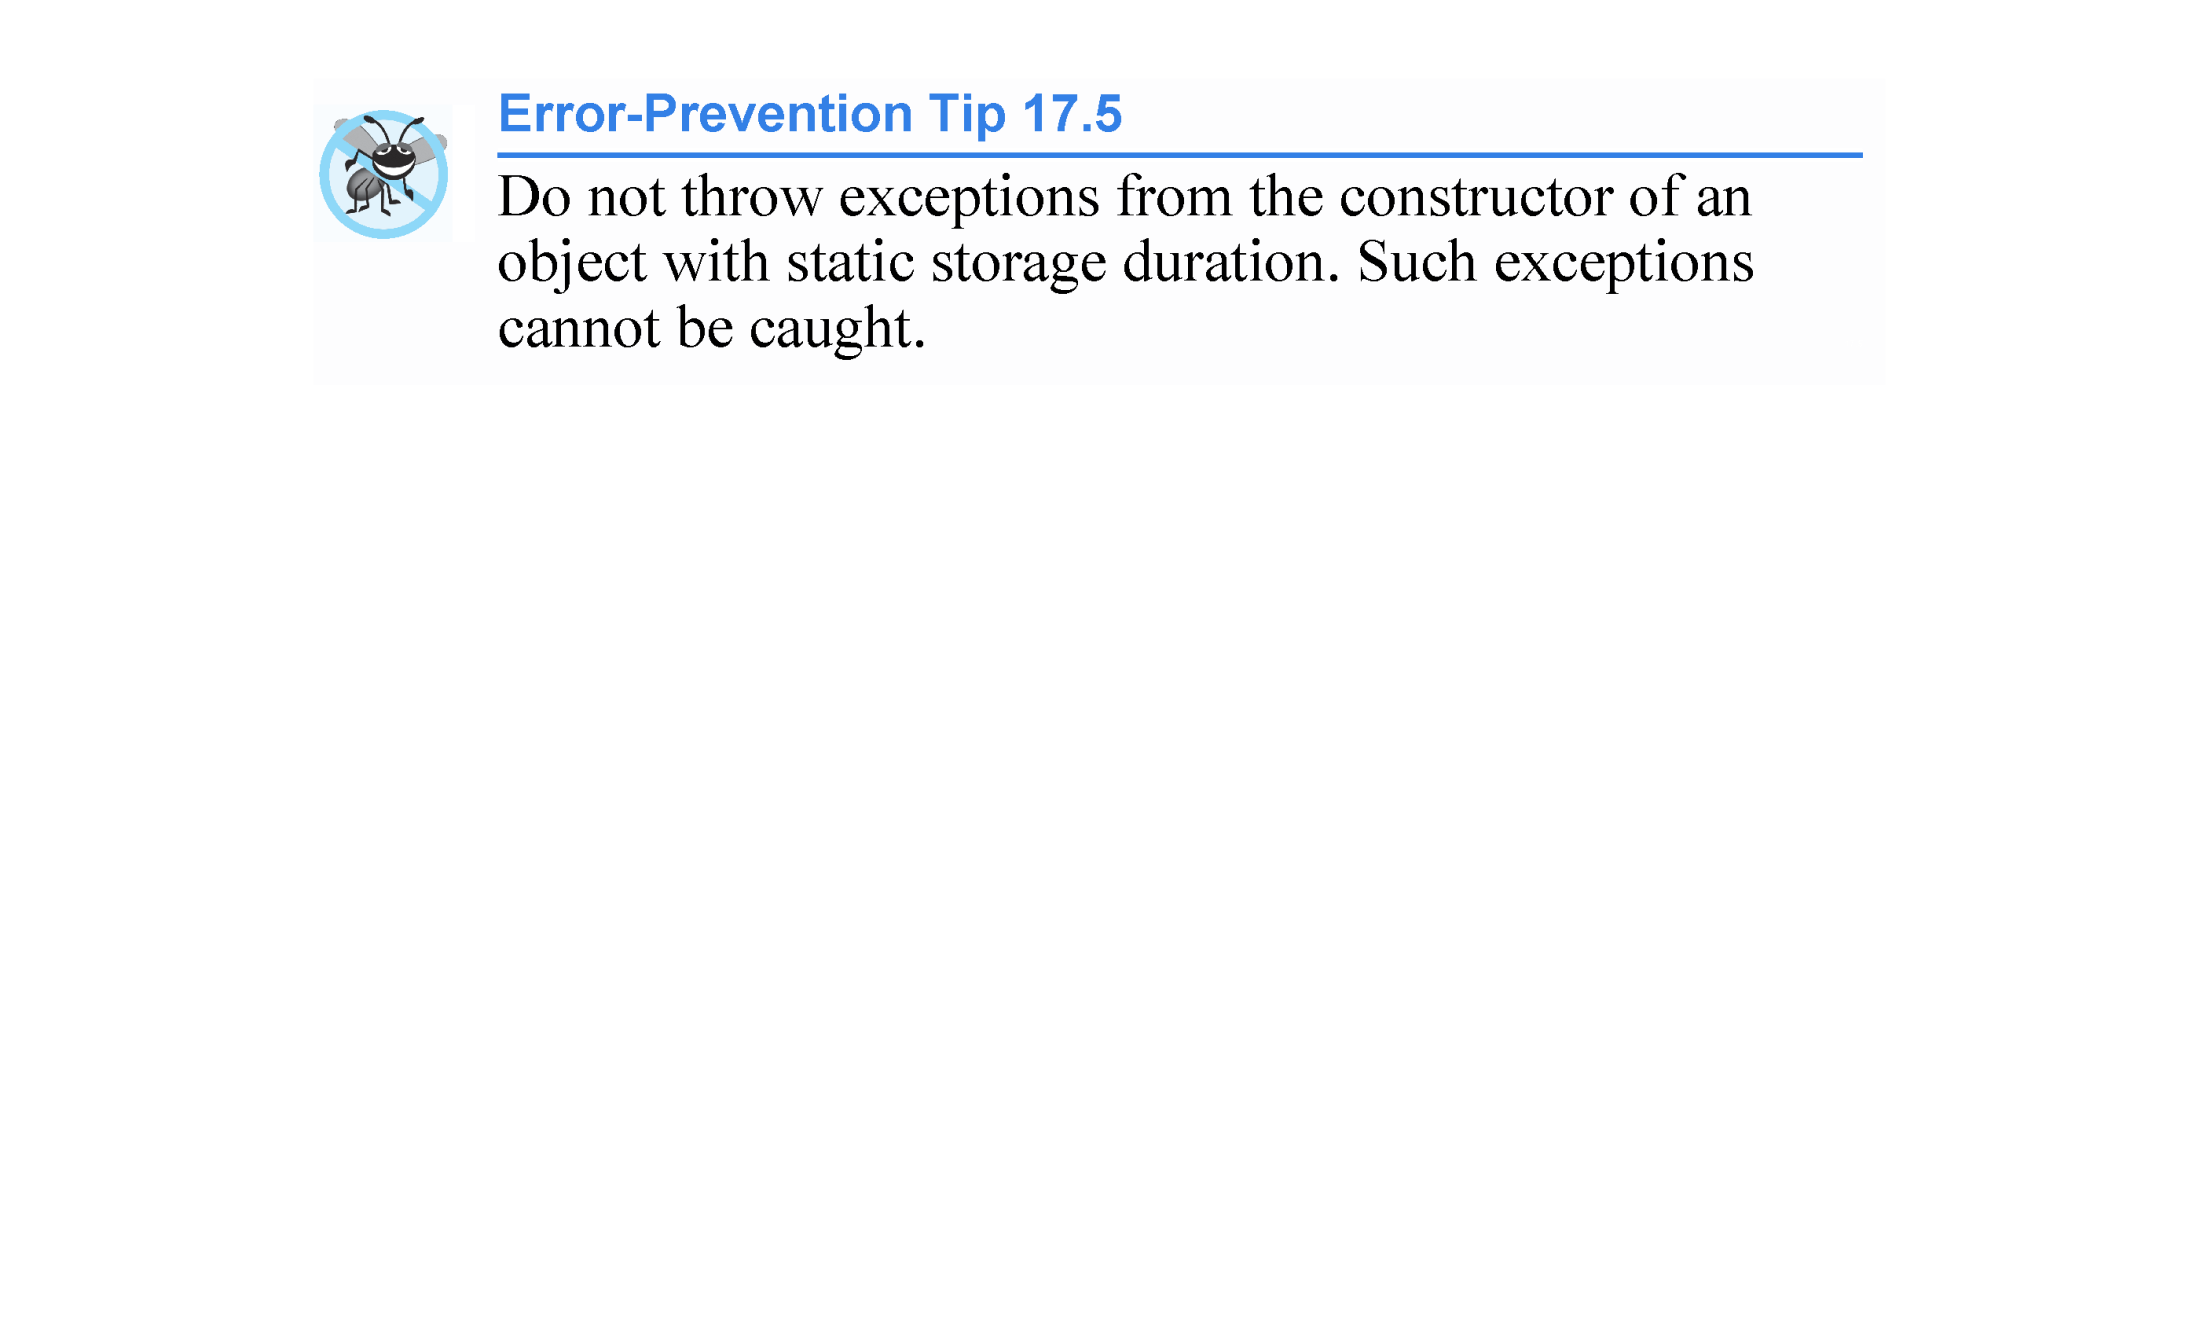 Error-Prevention Tip 17.5
Do not throw exceptions from the constructor of an
object with static storage duration. Such exceptions
cannot be caught.